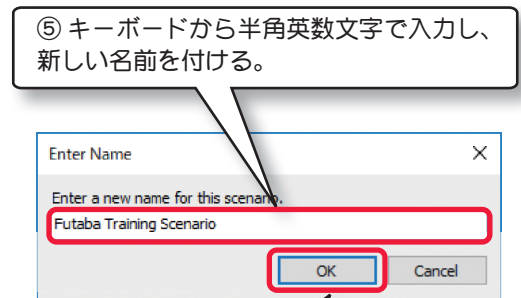 ⑤ キーボードから半角英数文字で入力し、
新しい名前を付ける。
Enter Name
Enter a new name for this scenario.
Futaba Training Scenario
OK Cancel